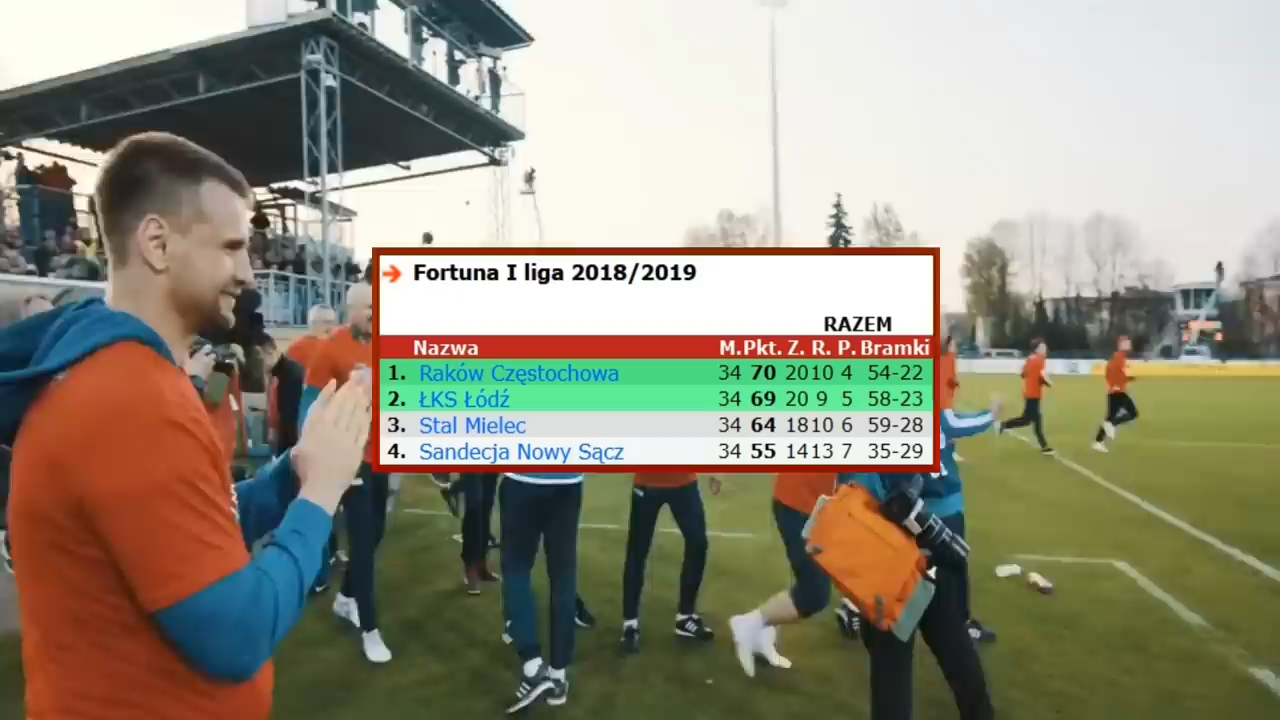 Fortuna I liga 2018/2019
RAZEM
Nazwa M. Pkt. Z. R. P. Bramki
1. Raków Częstochowa 34 70 20 10 4 54-22
2. ŁKS Łódź 34 69 20 9 5 58-23
3. Stal Mielec 34 64 18 10 6 59-28
4. Sandecja Nowy Sącz 34 55 14 13 7 35-29